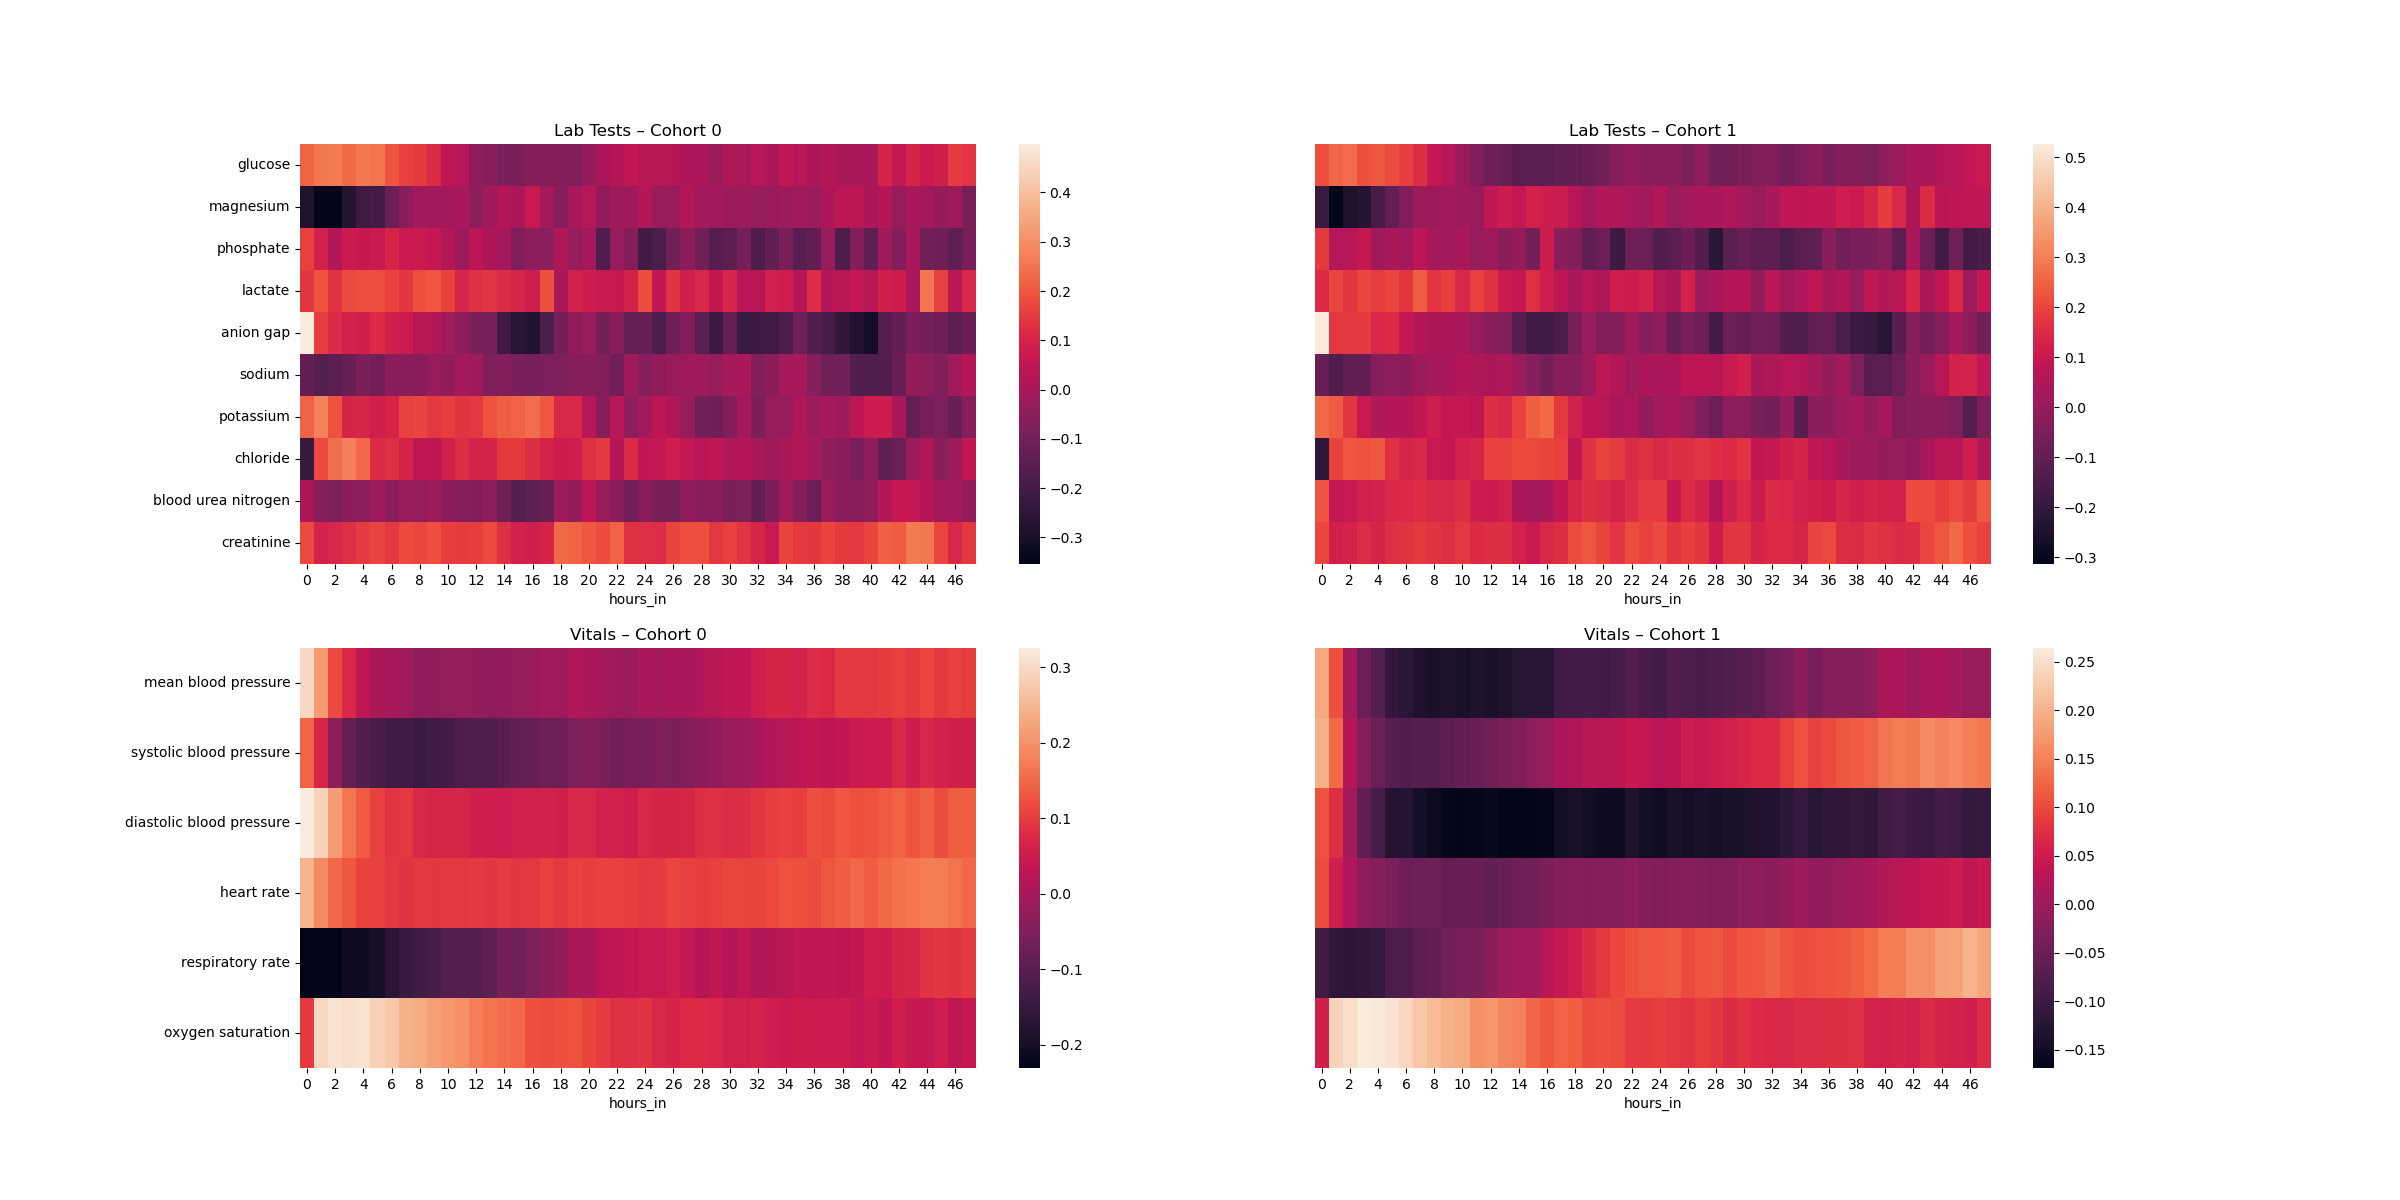 Lab Tests – Cohort 0
glucose
magnesium
phosphate
lactate
anion gap
sodium
potassium
chloride
blood urea nitrogen
creatinine
0 2 4 6 8 10 12 14 16 18 20 22 24 26 28 30 32 34 36 38 40 42 44 46
hours_in
0.4
0.3
0.2
0.1
0.0
−0.1
−0.2
−0.3
Lab Tests – Cohort 1
0 2 4 6 8 10 12 14 16 18 20 22 24 26 28 30 32 34 36 38 40 42 44 46
hours_in
0.5
0.4
0.3
0.2
0.1
0.0
−0.1
−0.2
−0.3
Vitals – Cohort 0
mean blood pressure
systolic blood pressure
diastolic blood pressure
heart rate
respiratory rate
oxygen saturation
0 2 4 6 8 10 12 14 16 18 20 22 24 26 28 30 32 34 36 38 40 42 44 46
hours_in
0.3
0.2
0.1
0.0
−0.1
−0.2
Vitals – Cohort 1
0 2 4 6 8 10 12 14 16 18 20 22 24 26 28 30 32 34 36 38 40 42 44 46
hours_in
0.25
0.20
0.15
0.10
0.05
0.00
−0.05
−0.10
−0.15